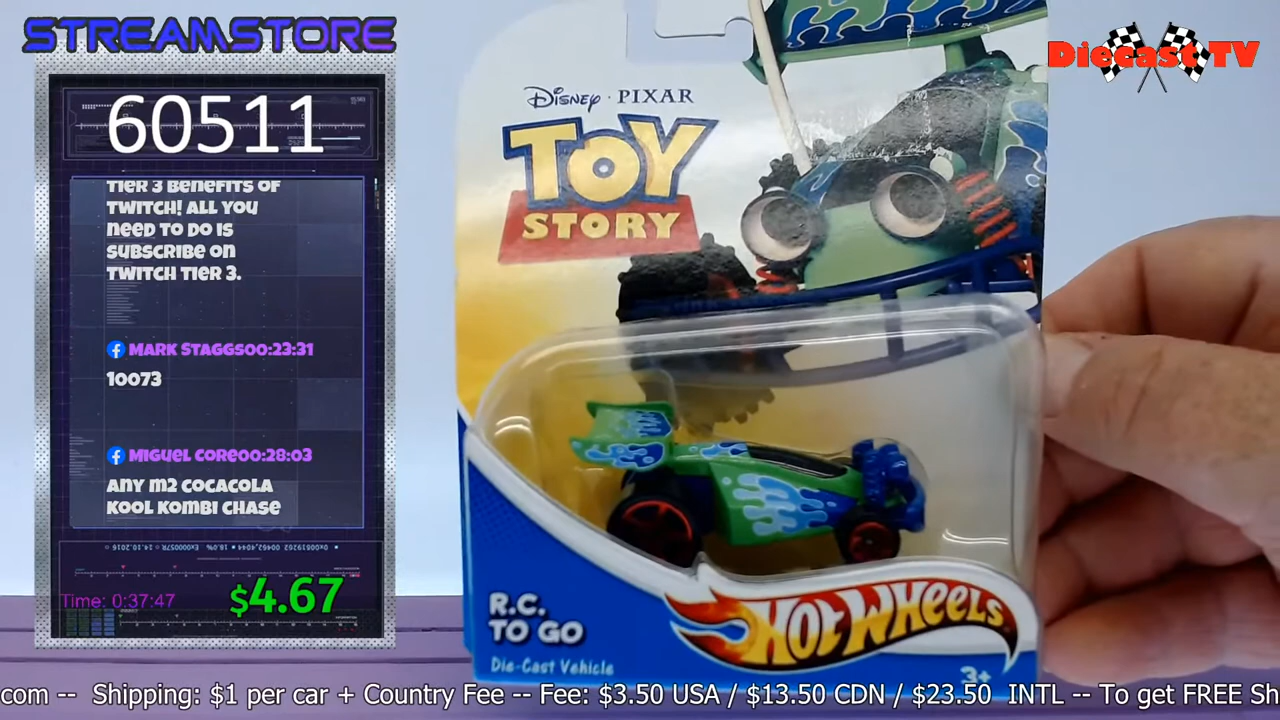 STREAMSTORE
60511
TIER 3 BENEFITS OF
TWITCH! ALL YOU
NEED TO DO IS
SUBSCRIBE ON
TWITCH TIER 3.
MARK STAGGS00:23:31
10073
MIGUEL CORE00:28:03
ANY M2 COCACOLA
KOOL KOMBI CHASE
Time: 0:37:47
$4.67
Diecast TV
DISNEY · PIXAR
TOY
STORY
R.C.
TO GO
Die-Cast Vehicle
HOT WHEELS
3+
com -- Shipping: $1 per car + Country Fee -- Fee: $3.50 USA / $13.50 CDN / $23.50 INTL -- To get FREE Sh